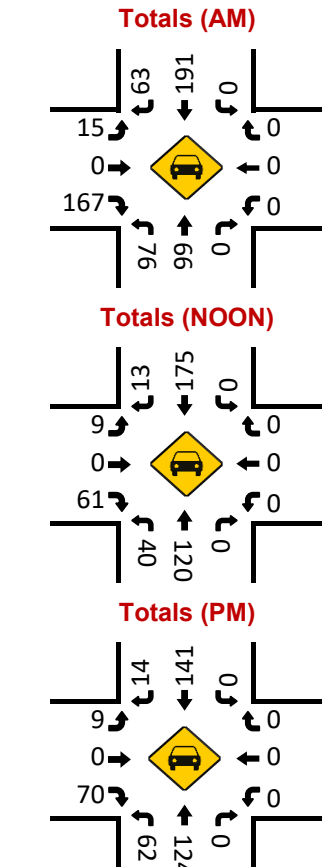 Totals (AM)
63 191 0
15 0
0 0
167 0
76 66 0
Totals (NOON)
13 175 0
9 0
0 0
61 0
40 120 0
Totals (PM)
14 141 0
9 0
0 0
70 0
62 124 0